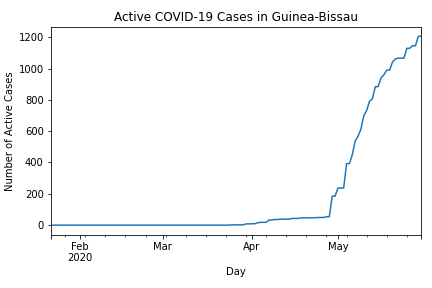 Active COVID-19 Cases in Guinea-Bissau
1200
1000
800
600
400
200
0
Number of Active Cases
Feb
2020
Mar
Apr
May
Day